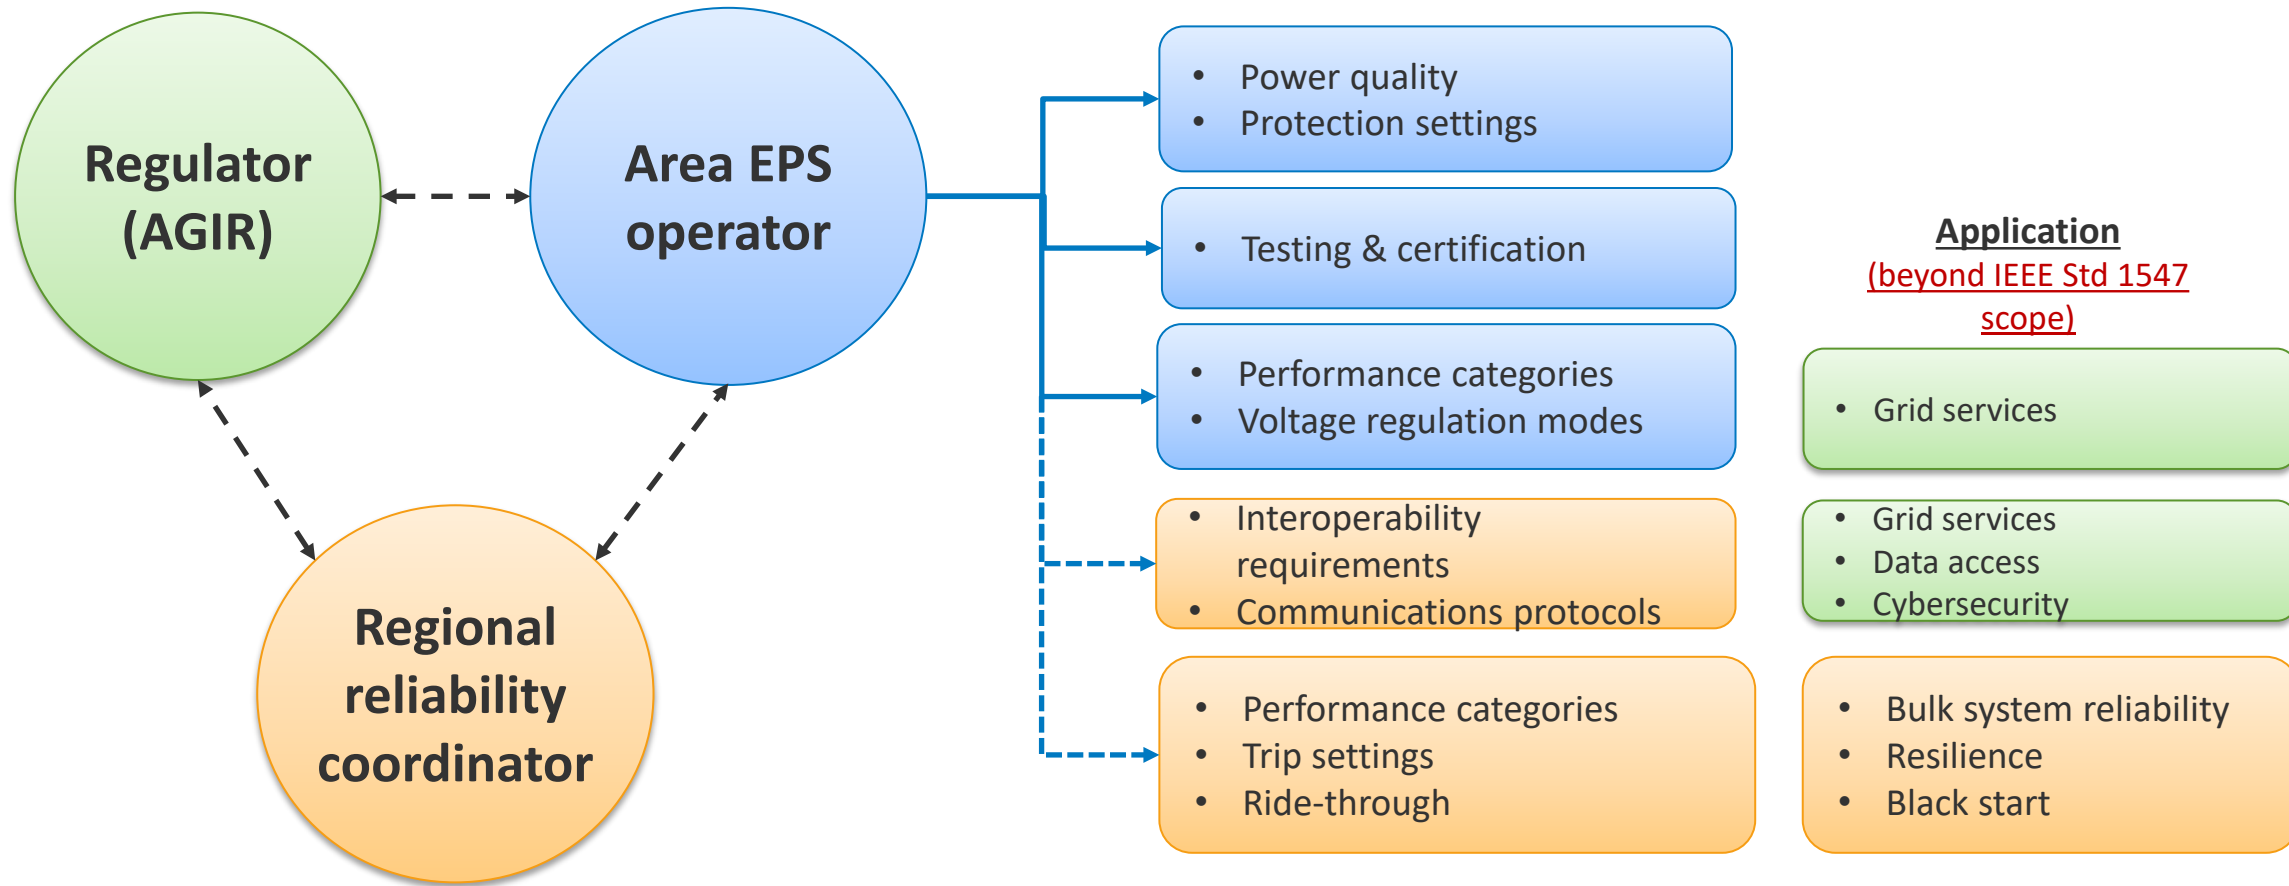 Regulator
(AGIR)
Area EPS
operator
Regional
reliability
coordinator
• Power quality
• Protection settings
• Testing & certification
• Performance categories
• Voltage regulation modes
• Interoperability
requirements
• Communications protocols
• Performance categories
• Trip settings
• Ride-through
Application
(beyond IEEE Std 1547
scope)
• Grid services
• Grid services
• Data access
• Cybersecurity
• Bulk system reliability
• Resilience
• Black start